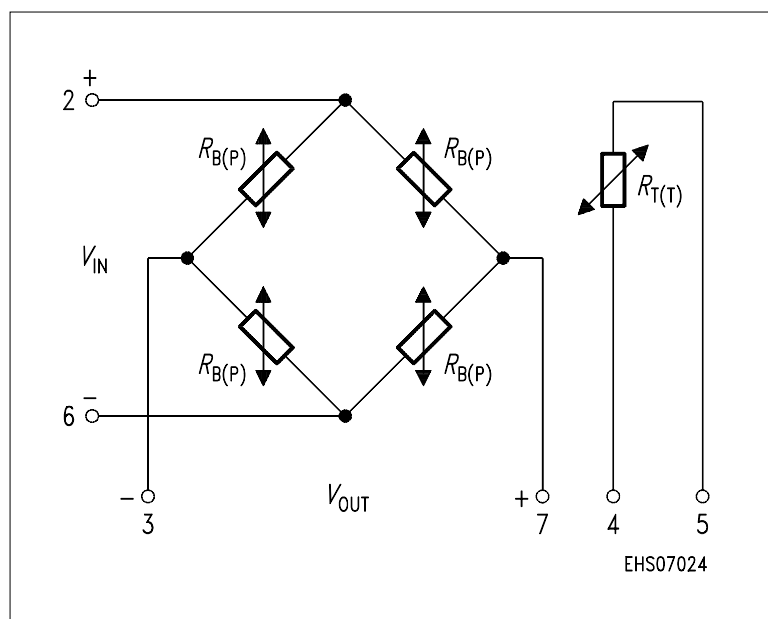 2 +
R_B(P) R_B(P)
R_T(T)
V_IN
R_B(P) R_B(P)
6 −
− V_OUT +
3 7 4 5
EHS07024